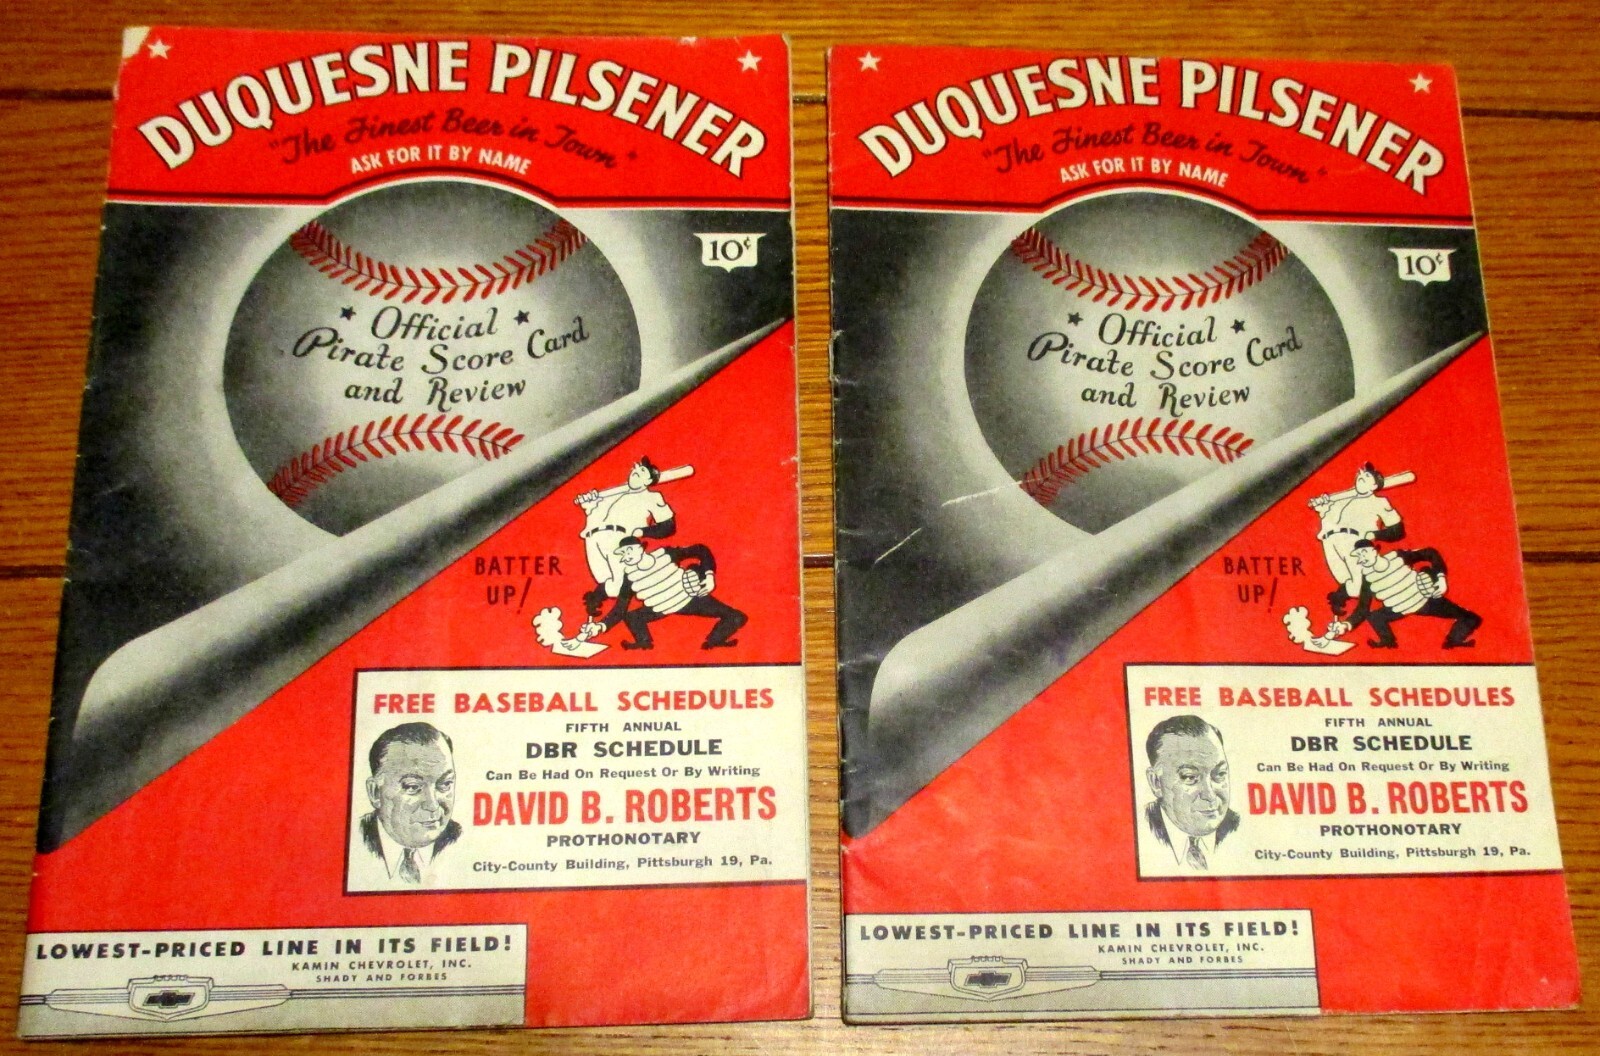 DUQUESNE PILSENER
"The Finest Beer in Town"
ASK FOR IT BY NAME
10¢
Official
Pirate Score Card
and Review
BATTER
UP!
FREE BASEBALL SCHEDULES
FIFTH ANNUAL
DBR SCHEDULE
Can Be Had On Request Or By Writing
DAVID B. ROBERTS
PROTHONOTARY
City-County Building, Pittsburgh 19, Pa.
LOWEST-PRICED LINE IN ITS FIELD!
KAMIN CHEVROLET, INC.
SHADY AND FORBES
DUQUESNE PILSENER
"The Finest Beer in Town"
ASK FOR IT BY NAME
10¢
Official
Pirate Score Card
and Review
BATTER
UP!
FREE BASEBALL SCHEDULES
FIFTH ANNUAL
DBR SCHEDULE
Can Be Had On Request Or By Writing
DAVID B. ROBERTS
PROTHONOTARY
City-County Building, Pittsburgh 19, Pa.
LOWEST-PRICED LINE IN ITS FIELD!
KAMIN CHEVROLET, INC.
SHADY AND FORBES